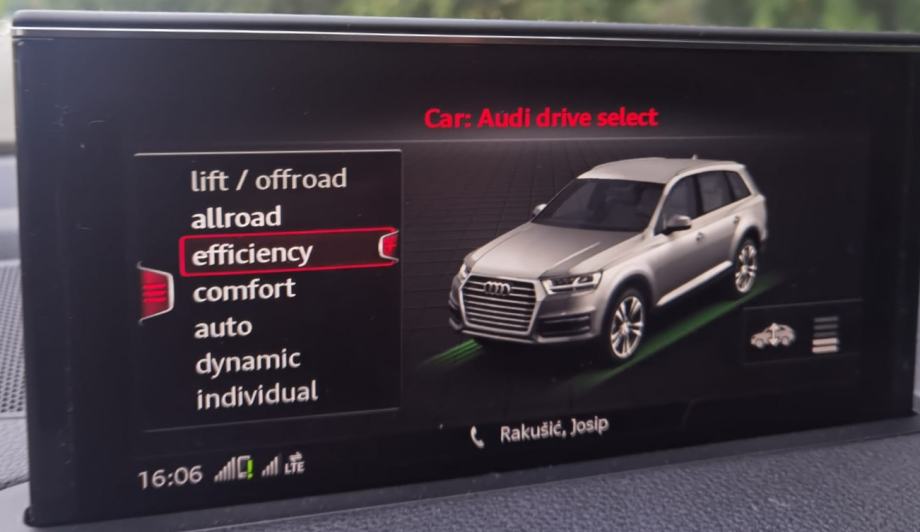 Car: Audi drive select
lift / offroad
allroad
efficiency
comfort
auto
dynamic
individual
Rakušić, Josip
16:06 LTE